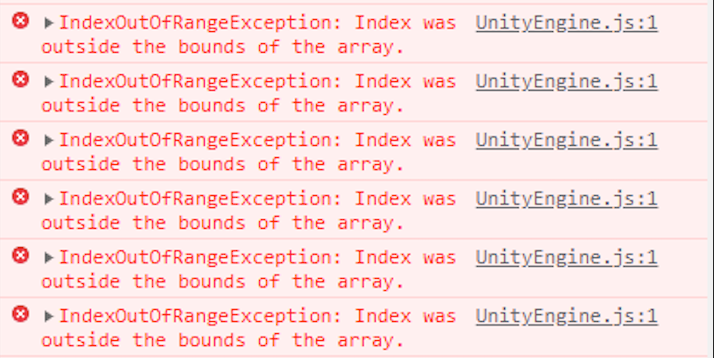 IndexOutOfRangeException: Index was UnityEngine.js:1
outside the bounds of the array.
IndexOutOfRangeException: Index was UnityEngine.js:1
outside the bounds of the array.
IndexOutOfRangeException: Index was UnityEngine.js:1
outside the bounds of the array.
IndexOutOfRangeException: Index was UnityEngine.js:1
outside the bounds of the array.
IndexOutOfRangeException: Index was UnityEngine.js:1
outside the bounds of the array.
IndexOutOfRangeException: Index was UnityEngine.js:1
outside the bounds of the array.